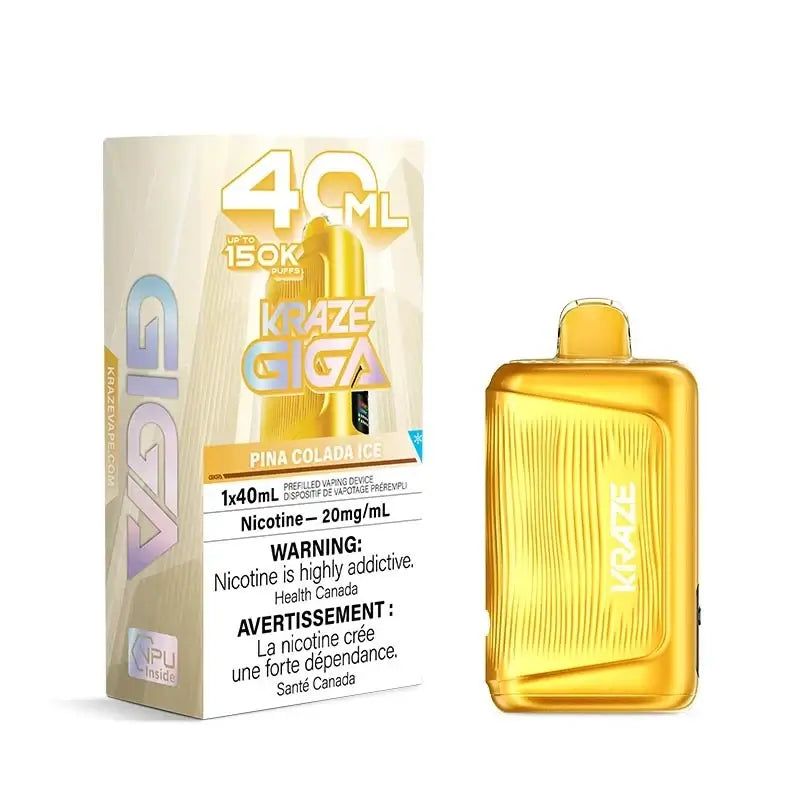 40ML
UP TO
150K
PUFFS
KRAZE
GIGA
PINA COLADA ICE
GIGA
1x40mL PREFILLED VAPING DEVICE
DISPOSITIF DE VAPOTAGE PRÉREMPLI
Nicotine— 20mg/mL
WARNING:
Nicotine is highly addictive.
Health Canada
AVERTISSEMENT :
La nicotine crée
une forte dépendance.
Santé Canada
GIGA
KRAZEVAPE.COM
NPU
Inside
KRAZE